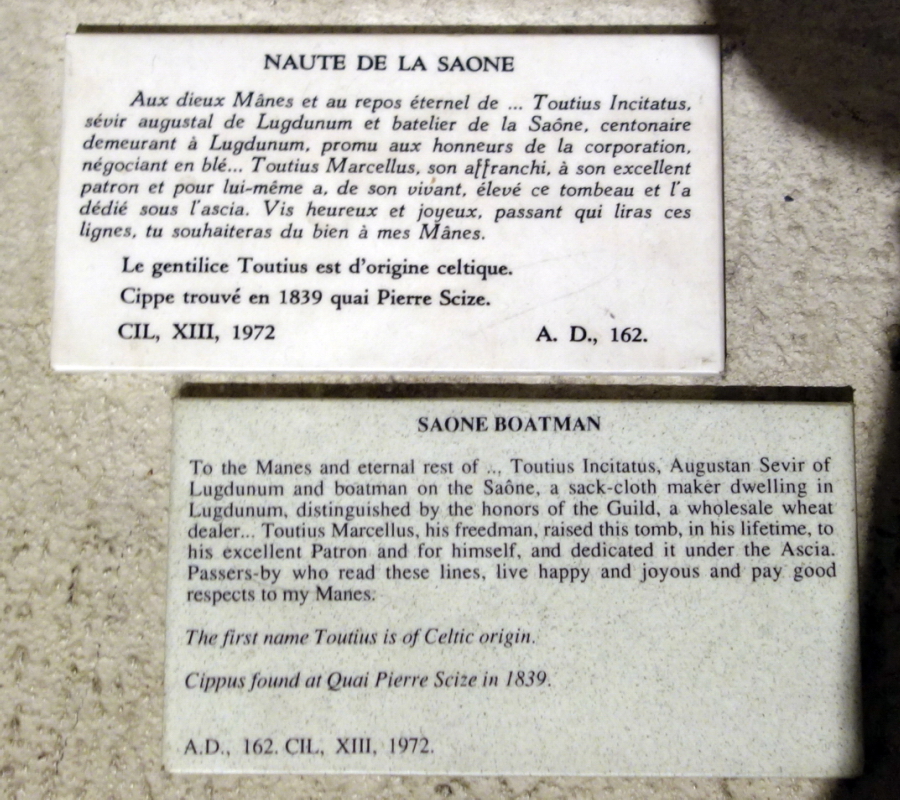 NAUTE DE LA SAONE
Aux dieux Mânes et au repos éternel de ... Toutius Incitatus,
sévir augustal de Lugdunum et batelier de la Saône, centonaire
demeurant à Lugdunum, promu aux honneurs de la corporation,
négociant en blé... Toutius Marcellus, son affranchi, à son excellent
patron et pour lui-même a, de son vivant, élevé ce tombeau et l'a
dédié sous l'ascia. Vis heureux et joyeux, passant qui liras ces
lignes, tu souhaiteras du bien à mes Mânes.
Le gentilice Toutius est d'origine celtique.
Cippe trouvé en 1839 quai Pierre Scize.
CIL, XIII, 1972 A. D., 162.
SAONE BOATMAN
To the Manes and eternal rest of ... Toutius Incitatus, Augustan Sevir of
Lugdunum and boatman on the Saône, a sack-cloth maker dwelling in
Lugdunum, distinguished by the honors of the Guild, a wholesale wheat
dealer... Toutius Marcellus, his freedman, raised this tomb, in his lifetime, to
his excellent Patron and for himself, and dedicated it under the Ascia.
Passers-by who read these lines, live happy and joyous and pay good
respects to my Manes.
The first name Toutius is of Celtic origin.
Cippus found at Quai Pierre Scize in 1839.
A.D., 162. CIL, XIII, 1972.